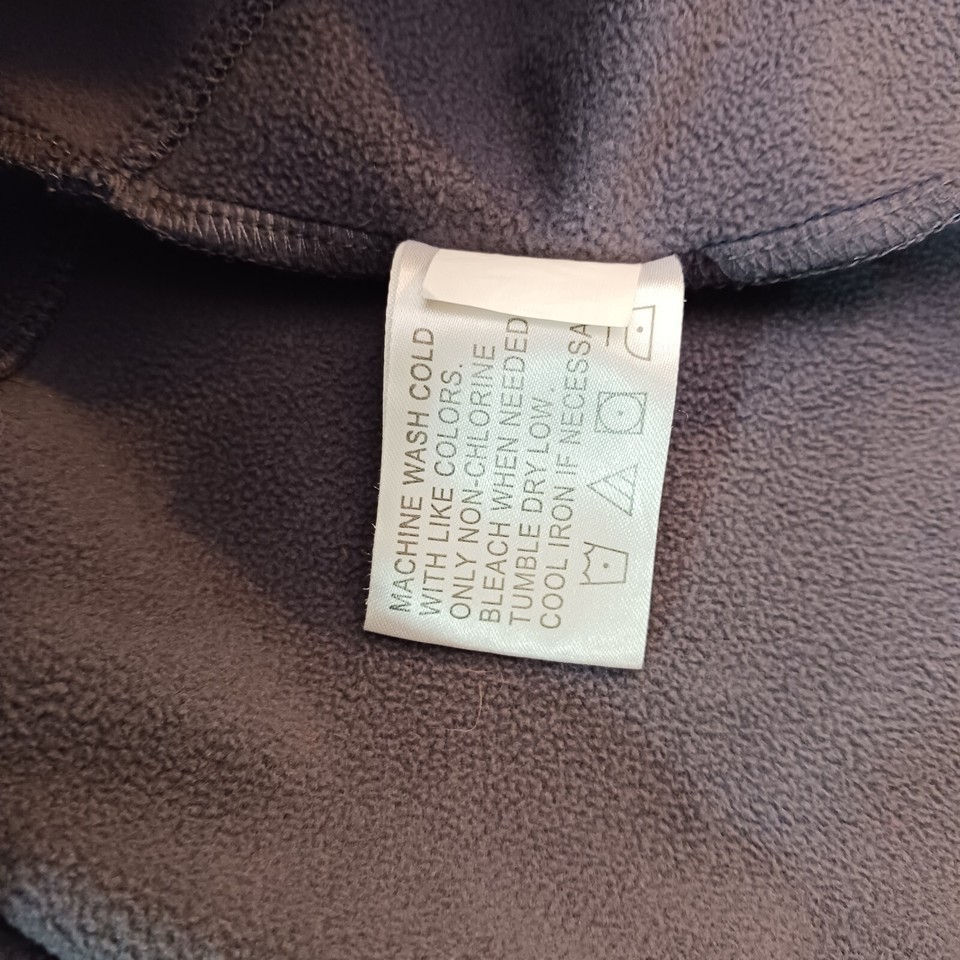 MACHINE WASH COLD
WITH LIKE COLORS.
ONLY NON-CHLORINE
BLEACH WHEN NEEDED
TUMBLE DRY LOW.
COOL IRON IF NECESSA